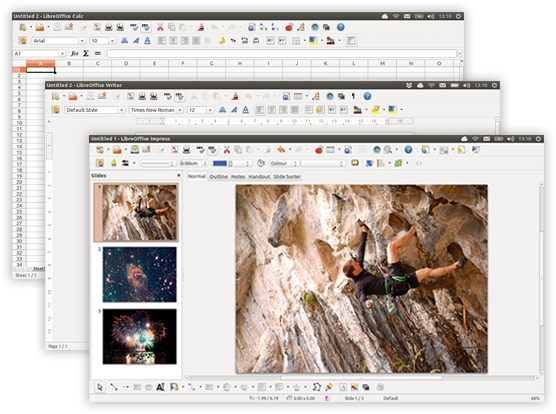 Untitled 2 - LibreOffice Calc
13:10
Arial
10
A1
A B C D E F G H I J K L
1
2
3
4
5
6
7
8
9
10
11
12
13
14
15
16
17
18
19
20
21
22
23
24
25
26
27
28
29
30
31
32
33
34
Sheet1
Sheet 1 / 1
Untitled 2 - LibreOffice Writer
13:10
Default Style
Times New Roman
12
Page 1 / 1
Untitled 1 - LibreOffice Impress
13:10
0.00cm
Colour
Slides
Normal Outline Notes Handout Slide Sorter
1
2
3
-1.99 / 6.19
0.00 x 0.00
Slide 1 / 3
Default
68%